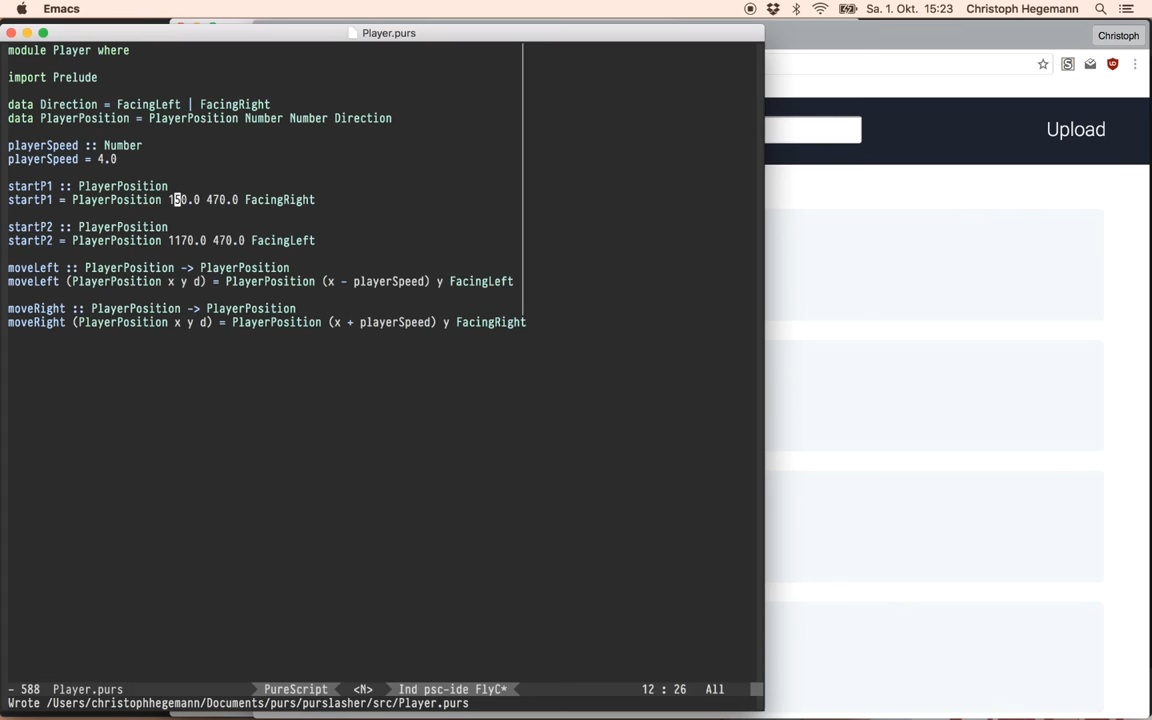 Emacs
Sa. 1. Okt. 15:23
Christoph Hegemann
Player.purs
Christoph
module Player where
import Prelude
data Direction = FacingLeft | FacingRight
data PlayerPosition = PlayerPosition Number Number Direction
playerSpeed :: Number
playerSpeed = 4.0
startP1 :: PlayerPosition
startP1 = PlayerPosition 150.0 470.0 FacingRight
startP2 :: PlayerPosition
startP2 = PlayerPosition 1170.0 470.0 FacingLeft
moveLeft :: PlayerPosition -> PlayerPosition
moveLeft (PlayerPosition x y d) = PlayerPosition (x - playerSpeed) y FacingLeft
moveRight :: PlayerPosition -> PlayerPosition
moveRight (PlayerPosition x y d) = PlayerPosition (x + playerSpeed) y FacingRight
Upload
- 588 Player.purs PureScript <N> Ind psc-ide FlyC* 12 : 26 All
Wrote /Users/christophhegemann/Documents/purs/purslasher/src/Player.purs